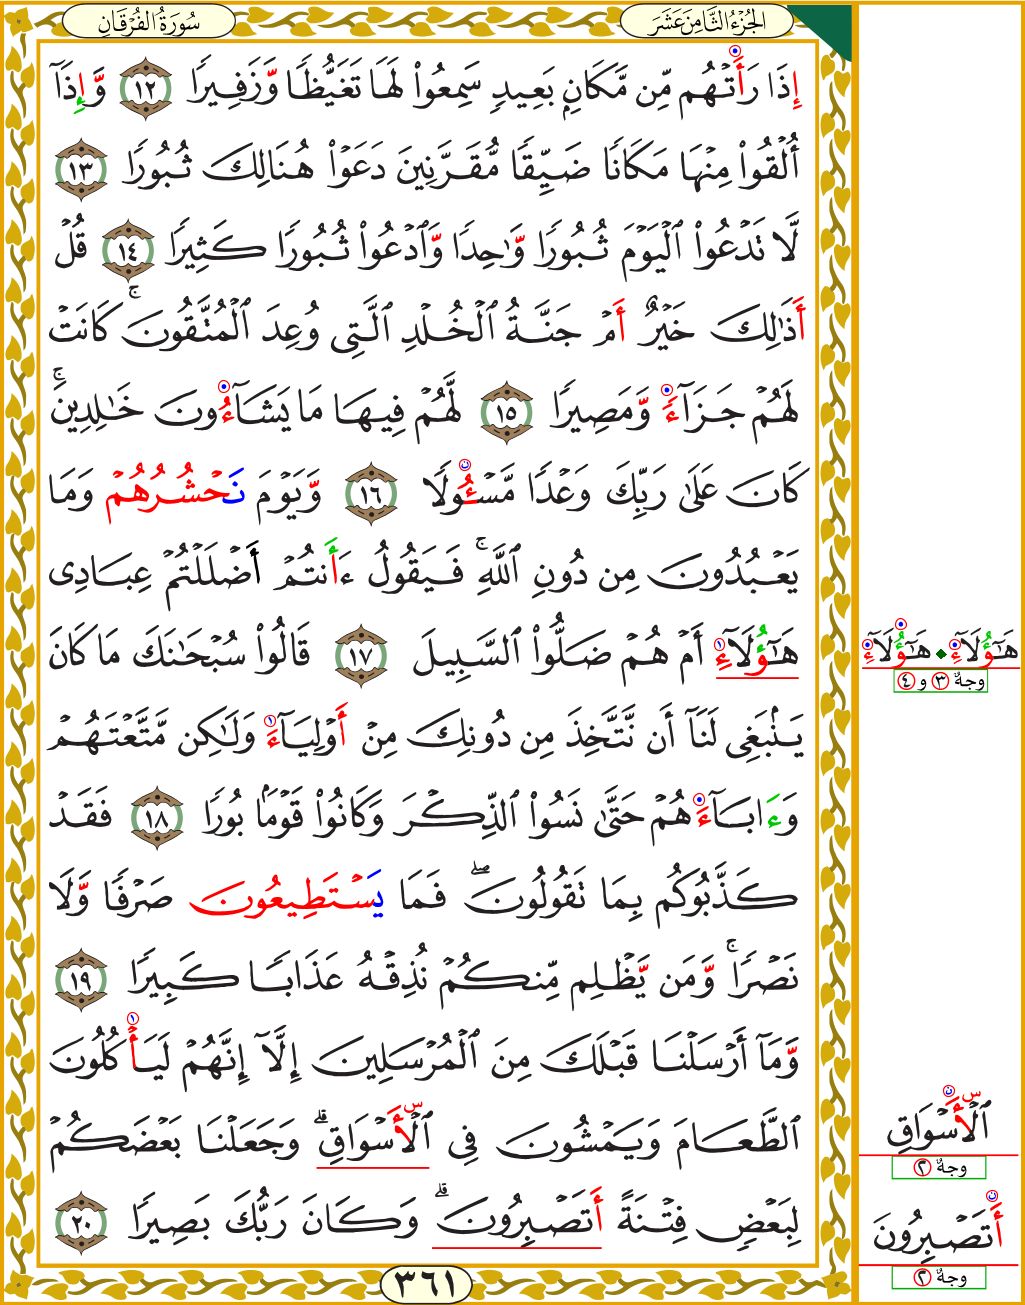 الجُزْءُ الثَّامِنَ عَشَرَ
سُورَةُ الفُرْقَانِ
إِذَا رَأَتْهُم مِّن مَّكَانٍ بَعِيدٍ سَمِعُوا۟ لَهَا تَغَيُّظًا وَّزَفِيرًا ١٢ وَّإِذَآ
أُلْقُوا۟ مِنْهَا مَكَانًا ضَيِّقًا مُّقَرَّنِينَ دَعَوْا۟ هُنَالِكَ ثُبُورًا ١٣
لَّا تَدْعُوا۟ ٱلْيَوْمَ ثُبُورًا وَّٰحِدًا وَّٱدْعُوا۟ ثُبُورًا كَثِيرًا ١٤ قُلْ
أَذَٰلِكَ خَيْرٌ أَمْ جَنَّةُ ٱلْخُلْدِ ٱلَّتِى وُعِدَ ٱلْمُتَّقُونَ ۚ كَانَتْ
لَهُمْ جَزَآءً وَّمَصِيرًا ١٥ لَّهُمْ فِيهَا مَا يَشَآءُونَ خَٰلِدِينَ ۚ
كَانَ عَلَىٰ رَبِّكَ وَعْدًا مَّسْـُٔولًا ١٦ وَّيَوْمَ نَحْشُرُهُمْ وَمَا
يَعْبُدُونَ مِن دُونِ ٱللَّهِ ۚ فَيَقُولُ ءَأَنتُمْ أَضْلَلْتُمْ عِبَادِى
هَٰٓؤُلَآءِ أَمْ هُمْ ضَلُّوا۟ ٱلسَّبِيلَ ١٧ قَالُوا۟ سُبْحَٰنَكَ مَا كَانَ
يَنۢبَغِى لَنَآ أَن نَّتَّخِذَ مِن دُونِكَ مِنْ أَوْلِيَآءَ وَلَٰكِن مَّتَّعْتَهُمْ
وَءَابَآءَهُمْ حَتَّىٰ نَسُوا۟ ٱلذِّكْرَ وَكَانُوا۟ قَوْمًۢا بُورًا ١٨ فَقَدْ
كَذَّبُوكُم بِمَا تَقُولُونَ ۖ فَمَا يَسْتَطِيعُونَ صَرْفًا وَّلَا
نَصْرًا ۚ وَّمَن يَّظْلِم مِّنكُمْ نُذِقْهُ عَذَابًا كَبِيرًا ١٩
وَّمَآ أَرْسَلْنَا قَبْلَكَ مِنَ ٱلْمُرْسَلِينَ إِلَّآ إِنَّهُمْ لَيَأْكُلُونَ
ٱلطَّعَامَ وَيَمْشُونَ فِى ٱلْأَسْوَاقِ ۗ وَجَعَلْنَا بَعْضَكُمْ
لِبَعْضٍ فِتْنَةً أَتَصْبِرُونَ ۗ وَكَانَ رَبُّكَ بَصِيرًا ٢٠
٣٦١
هَٰٓؤُلَآءِ هَٰٓؤُلَآءِ
وجهٌ ٣ و ٤
ٱلْأَسْوَاقِ
وجهٌ ٢
أَتَصْبِرُونَ
وجهٌ ٢